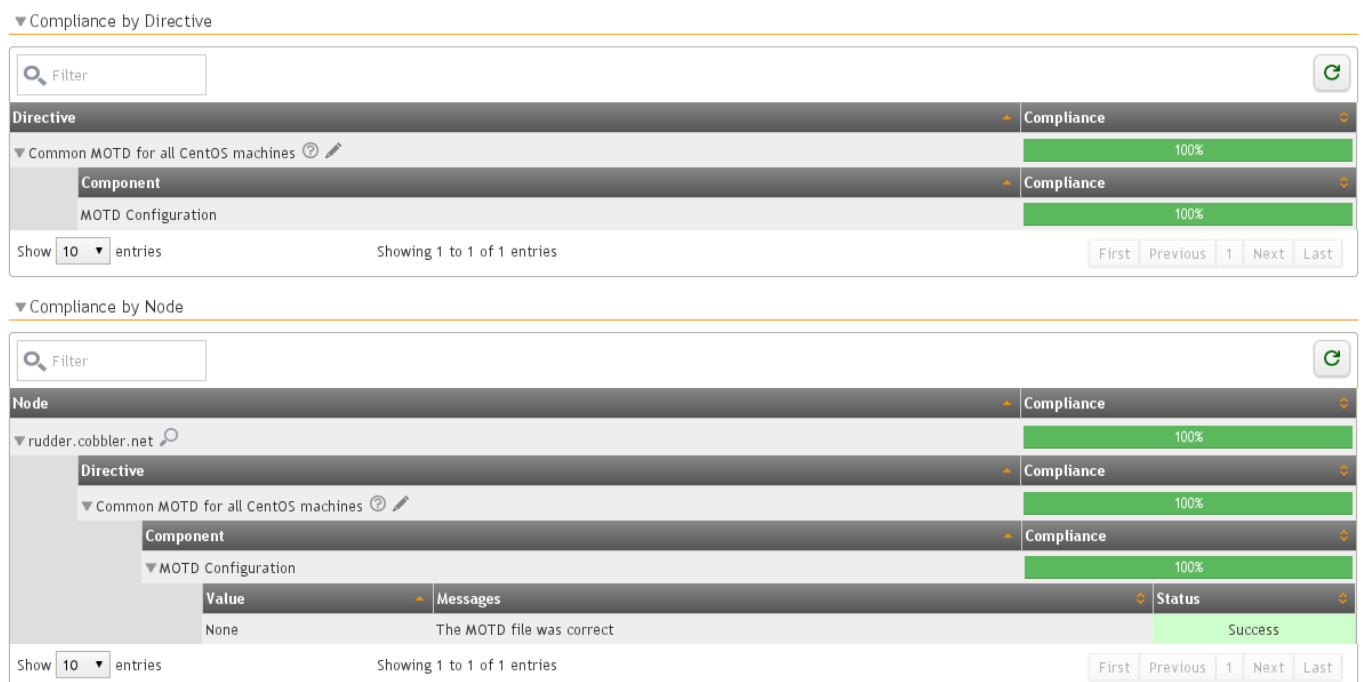 Compliance by Directive
Filter
Directive Compliance
Common MOTD for all CentOS machines ? 100%
Component Compliance
MOTD Configuration 100%
Show 10 entries Showing 1 to 1 of 1 entries First Previous 1 Next Last
Compliance by Node
Filter
Node Compliance
rudder.cobbler.net 100%
Directive Compliance
Common MOTD for all CentOS machines ? 100%
Component Compliance
MOTD Configuration 100%
Value Messages Status
None The MOTD file was correct Success
Show 10 entries Showing 1 to 1 of 1 entries First Previous 1 Next Last